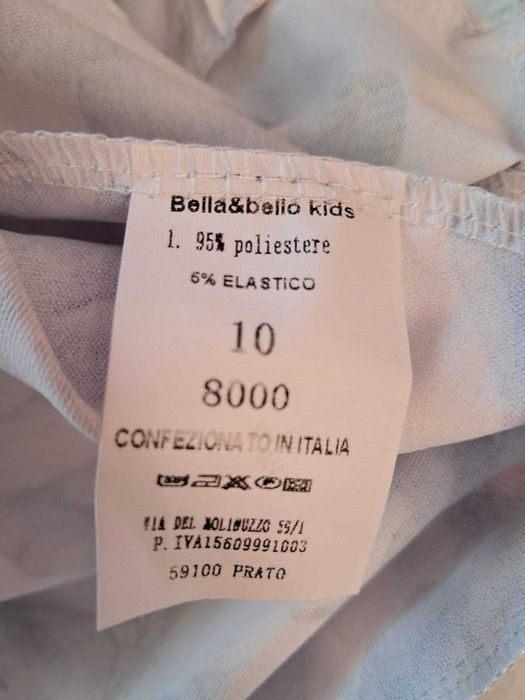 Bella&bello kids
1. 95% poliestere
5% ELASTICO
10
8000
CONFEZIONATO IN ITALIA
VIA DEL MOLINUZZO 59/1
P. IVA15609991003
59100 PRATO